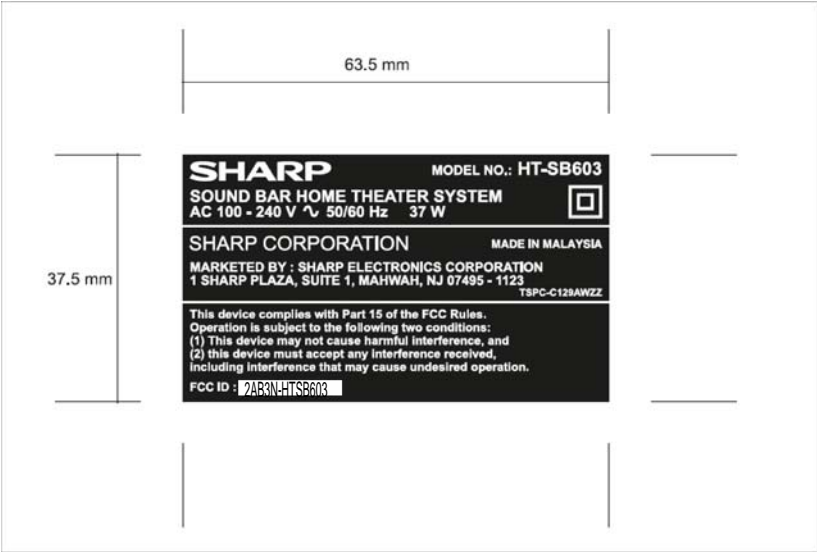 63.5 mm
SHARP MODEL NO.: HT-SB603
SOUND BAR HOME THEATER SYSTEM
AC 100 - 240 V ∿ 50/60 Hz 37 W
SHARP CORPORATION MADE IN MALAYSIA
37.5 mm
MARKETED BY : SHARP ELECTRONICS CORPORATION
1 SHARP PLAZA, SUITE 1, MAHWAH, NJ 07495 - 1123
TSPC-C129AWZZ
This device complies with Part 15 of the FCC Rules.
Operation is subject to the following two conditions:
(1) This device may not cause harmful interference, and
(2) this device must accept any interference received,
including interference that may cause undesired operation.
FCC ID : 2AB3N-HTSB603